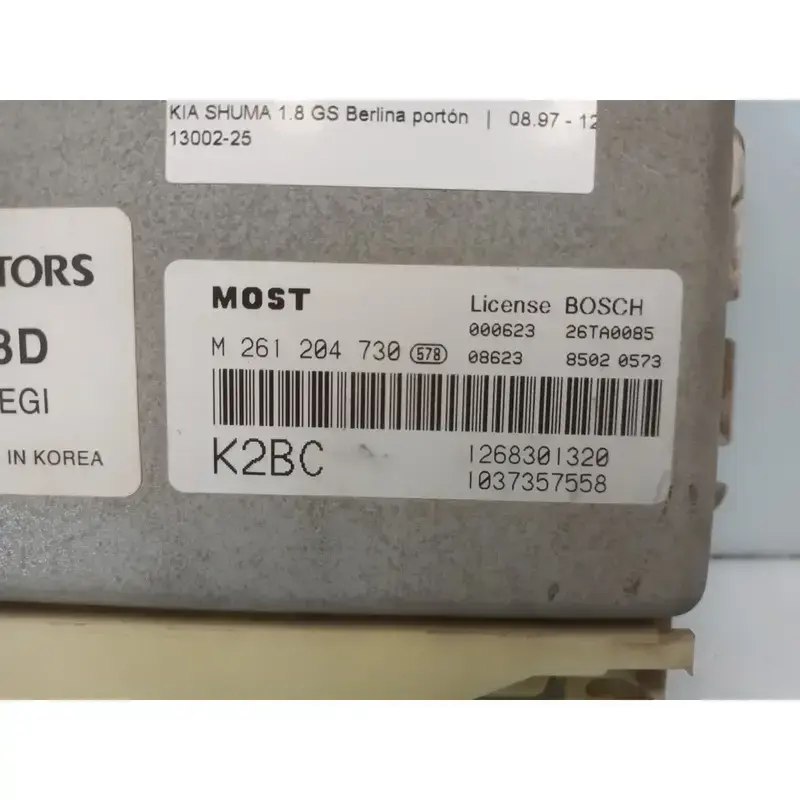 KIA SHUMA 1.8 GS Berlina portón | 08.97 - 12
13002-25
TORS
BD
EGI
IN KOREA
MOST
License BOSCH
000623 26TA0085
M 261 204 730 578
08623 8502 0573
K2BC
1268301320
1037357558